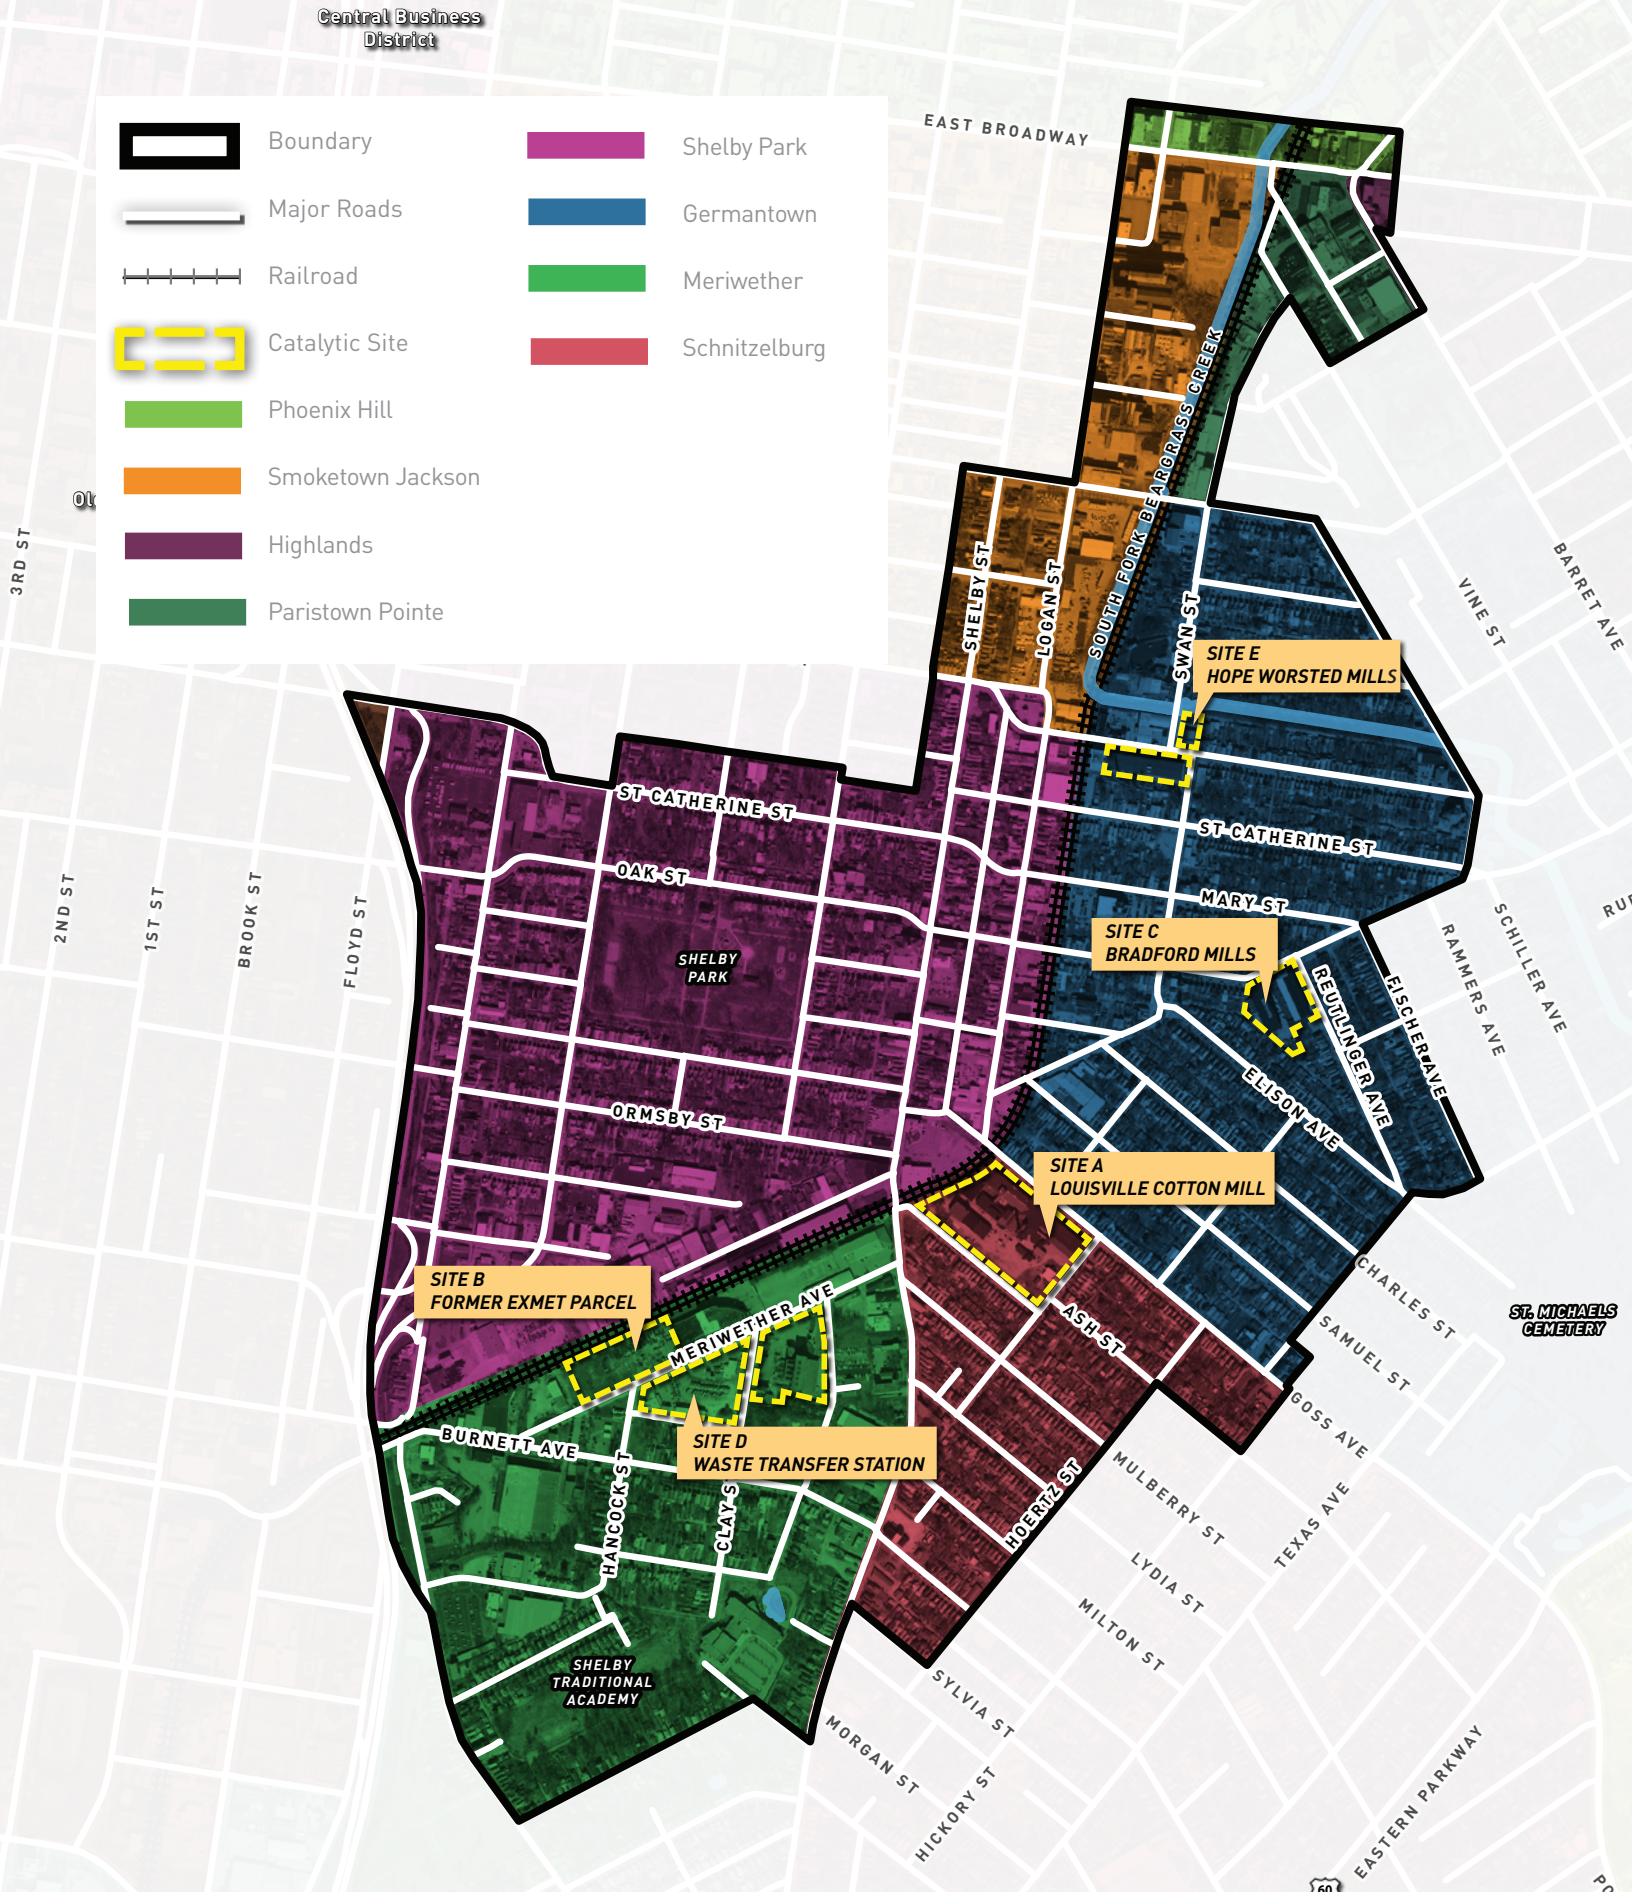 Central Business
District
EAST BROADWAY
Boundary
Major Roads
Railroad
Catalytic Site
Phoenix Hill
Smoketown Jackson
Highlands
Paristown Pointe
Shelby Park
Germantown
Meriwether
Schnitzelburg
3RD ST
2ND ST
1ST ST
BROOK ST
FLOYD ST
SHELBY ST
LOGAN ST
SOUTH FORK BEARGRASS CREEK
SWAN ST
VINE ST
BARRET AVE
SITE E
HOPE WORSTED MILLS
ST CATHERINE ST
ST CATHERINE ST
OAK ST
MARY ST
SHELBY
PARK
SITE C
BRADFORD MILLS
REUTLINGER AVE
FISCHER AVE
RAMMERS AVE
SCHILLER AVE
ELISON AVE
ORMSBY ST
SITE A
LOUISVILLE COTTON MILL
SITE B
FORMER EXMET PARCEL
MERIWETHER AVE
ASH ST
CHARLES ST
SAMUEL ST
GOSS AVE
ST. MICHAELS
CEMETERY
BURNETT AVE
HANCOCK ST
CLAY S
SITE D
WASTE TRANSFER STATION
HOERTZ ST
MULBERRY ST
TEXAS AVE
LYDIA ST
MILTON ST
SHELBY
TRADITIONAL
ACADEMY
SYLVIA ST
MORGAN ST
HICKORY ST
EASTERN PARKWAY
60